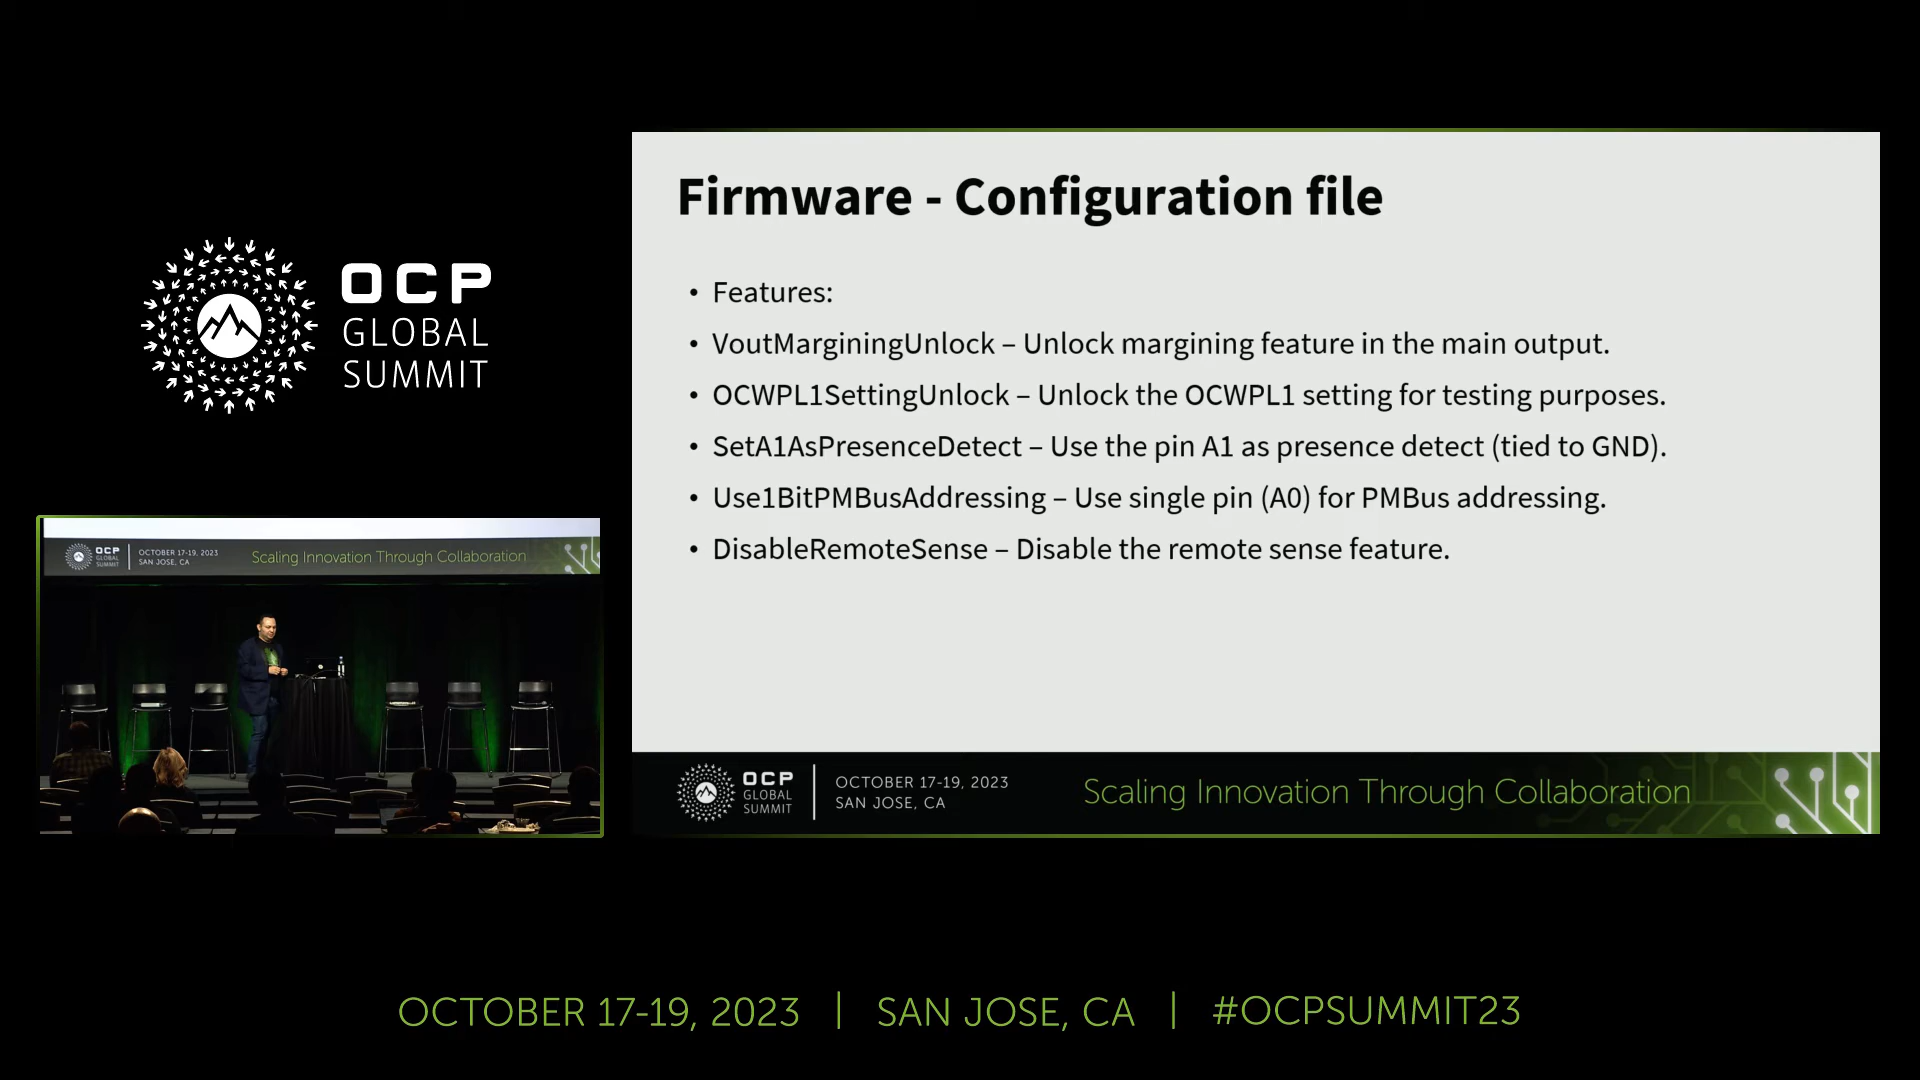 OCP
GLOBAL
SUMMIT
OCP
GLOBAL
SUMMIT
OCTOBER 17-19, 2023
SAN JOSE, CA
Scaling Innovation Through Collaboration
Firmware - Configuration file
• Features:
• VoutMarginingUnlock – Unlock margining feature in the main output.
• OCWPL1SettingUnlock – Unlock the OCWPL1 setting for testing purposes.
• SetA1AsPresenceDetect – Use the pin A1 as presence detect (tied to GND).
• Use1BitPMBusAddressing – Use single pin (A0) for PMBus addressing.
• DisableRemoteSense – Disable the remote sense feature.
OCP
GLOBAL
SUMMIT
OCTOBER 17-19, 2023
SAN JOSE, CA
Scaling Innovation Through Collaboration
OCTOBER 17-19, 2023 | SAN JOSE, CA | #OCPSUMMIT23